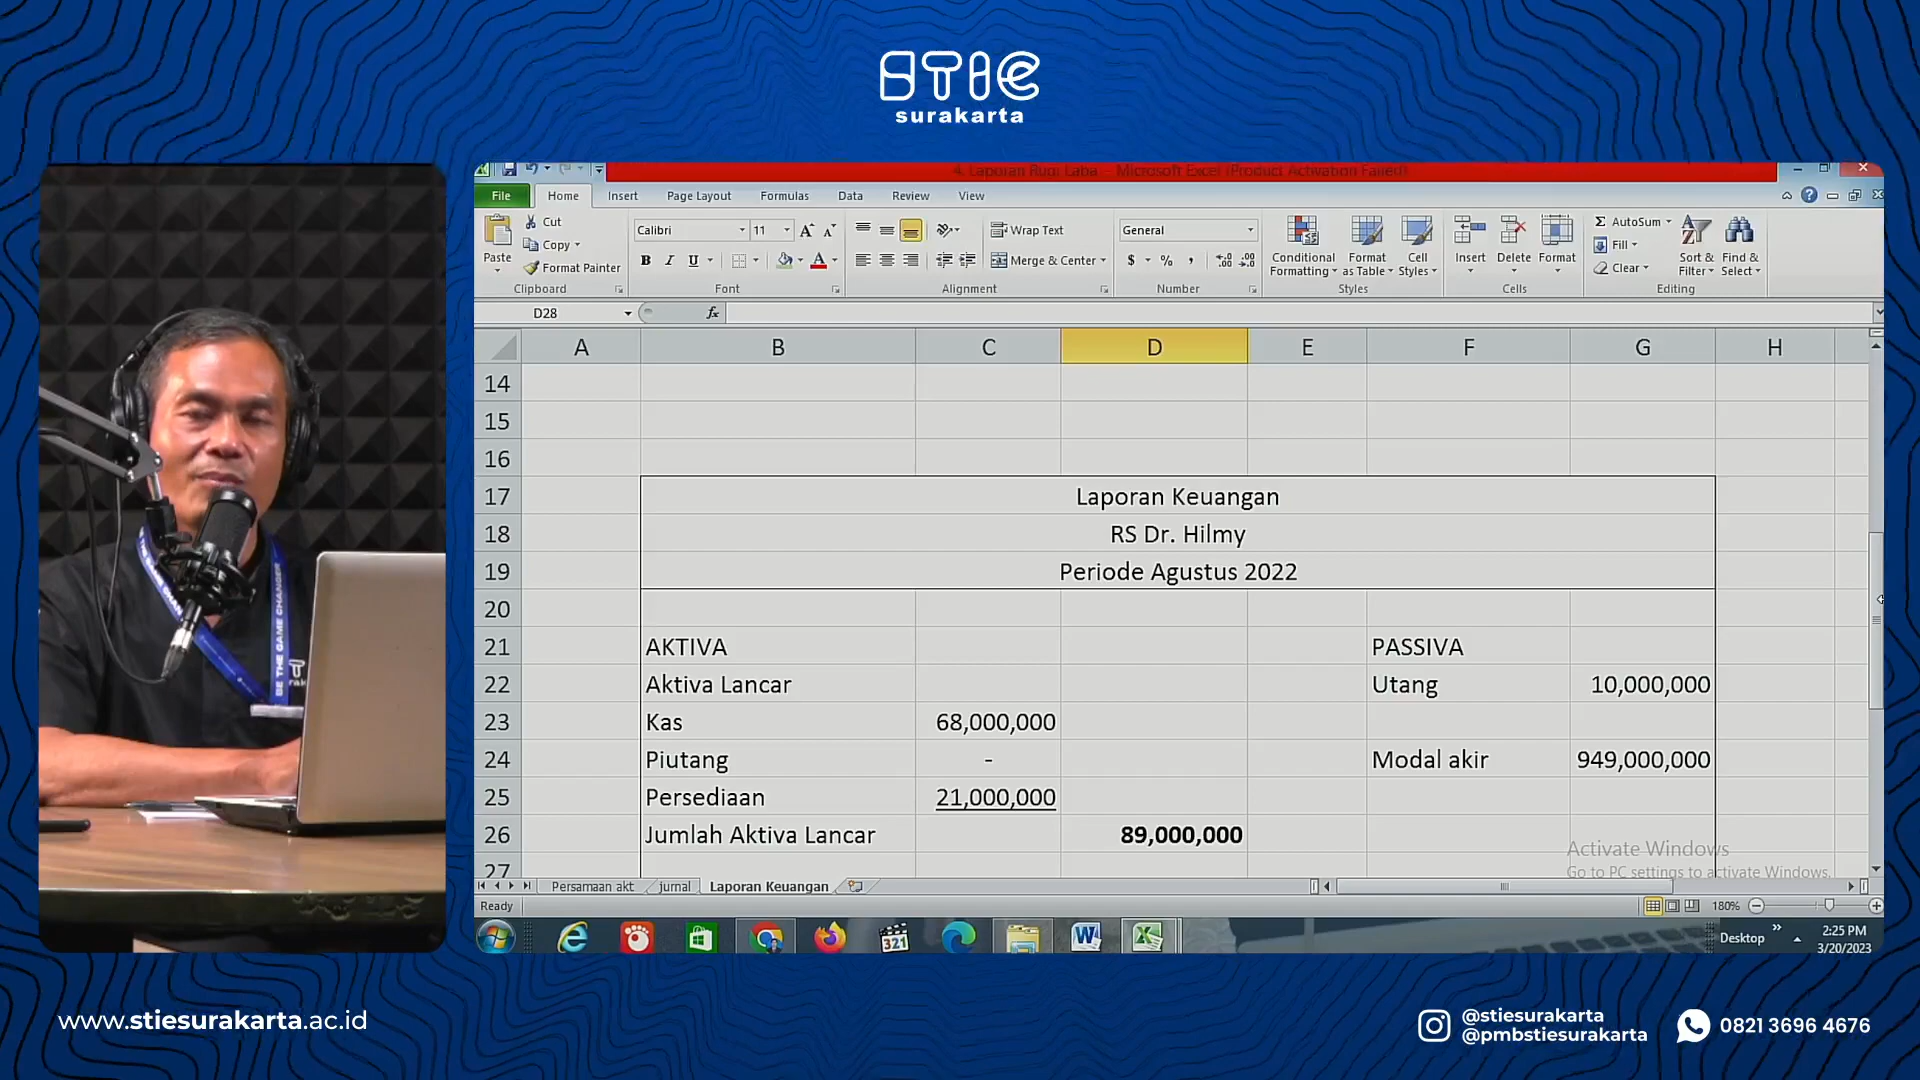 STIE
surakarta
4. Laporan Rugi Laba - Microsoft Excel (Product Activation Failed)
File Home Insert Page Layout Formulas Data Review View
Paste
Cut
Copy
Format Painter
Clipboard
Calibri 11
B I U
Font
Wrap Text
Merge & Center
Alignment
General
$ % ,
Number
Conditional Formatting
Format as Table
Cell Styles
Styles
Insert Delete Format
Cells
AutoSum
Fill
Clear
Sort & Filter
Find & Select
Editing
D28 fx
A B C D E F G H
14
15
16
17 Laporan Keuangan
18 RS Dr. Hilmy
19 Periode Agustus 2022
20
21 AKTIVA PASSIVA
22 Aktiva Lancar Utang 10,000,000
23 Kas 68,000,000
24 Piutang - Modal akir 949,000,000
25 Persediaan 21,000,000
26 Jumlah Aktiva Lancar 89,000,000
27
Activate Windows
Go to PC settings to activate Windows.
Persamaan akt jurnal Laporan Keuangan
Ready 180%
321
Desktop
2:25 PM
3/20/2023
BE THE GAME CHANGER
www.stiesurakarta.ac.id
@stiesurakarta
@pmbstiesurakarta
0821 3696 4676